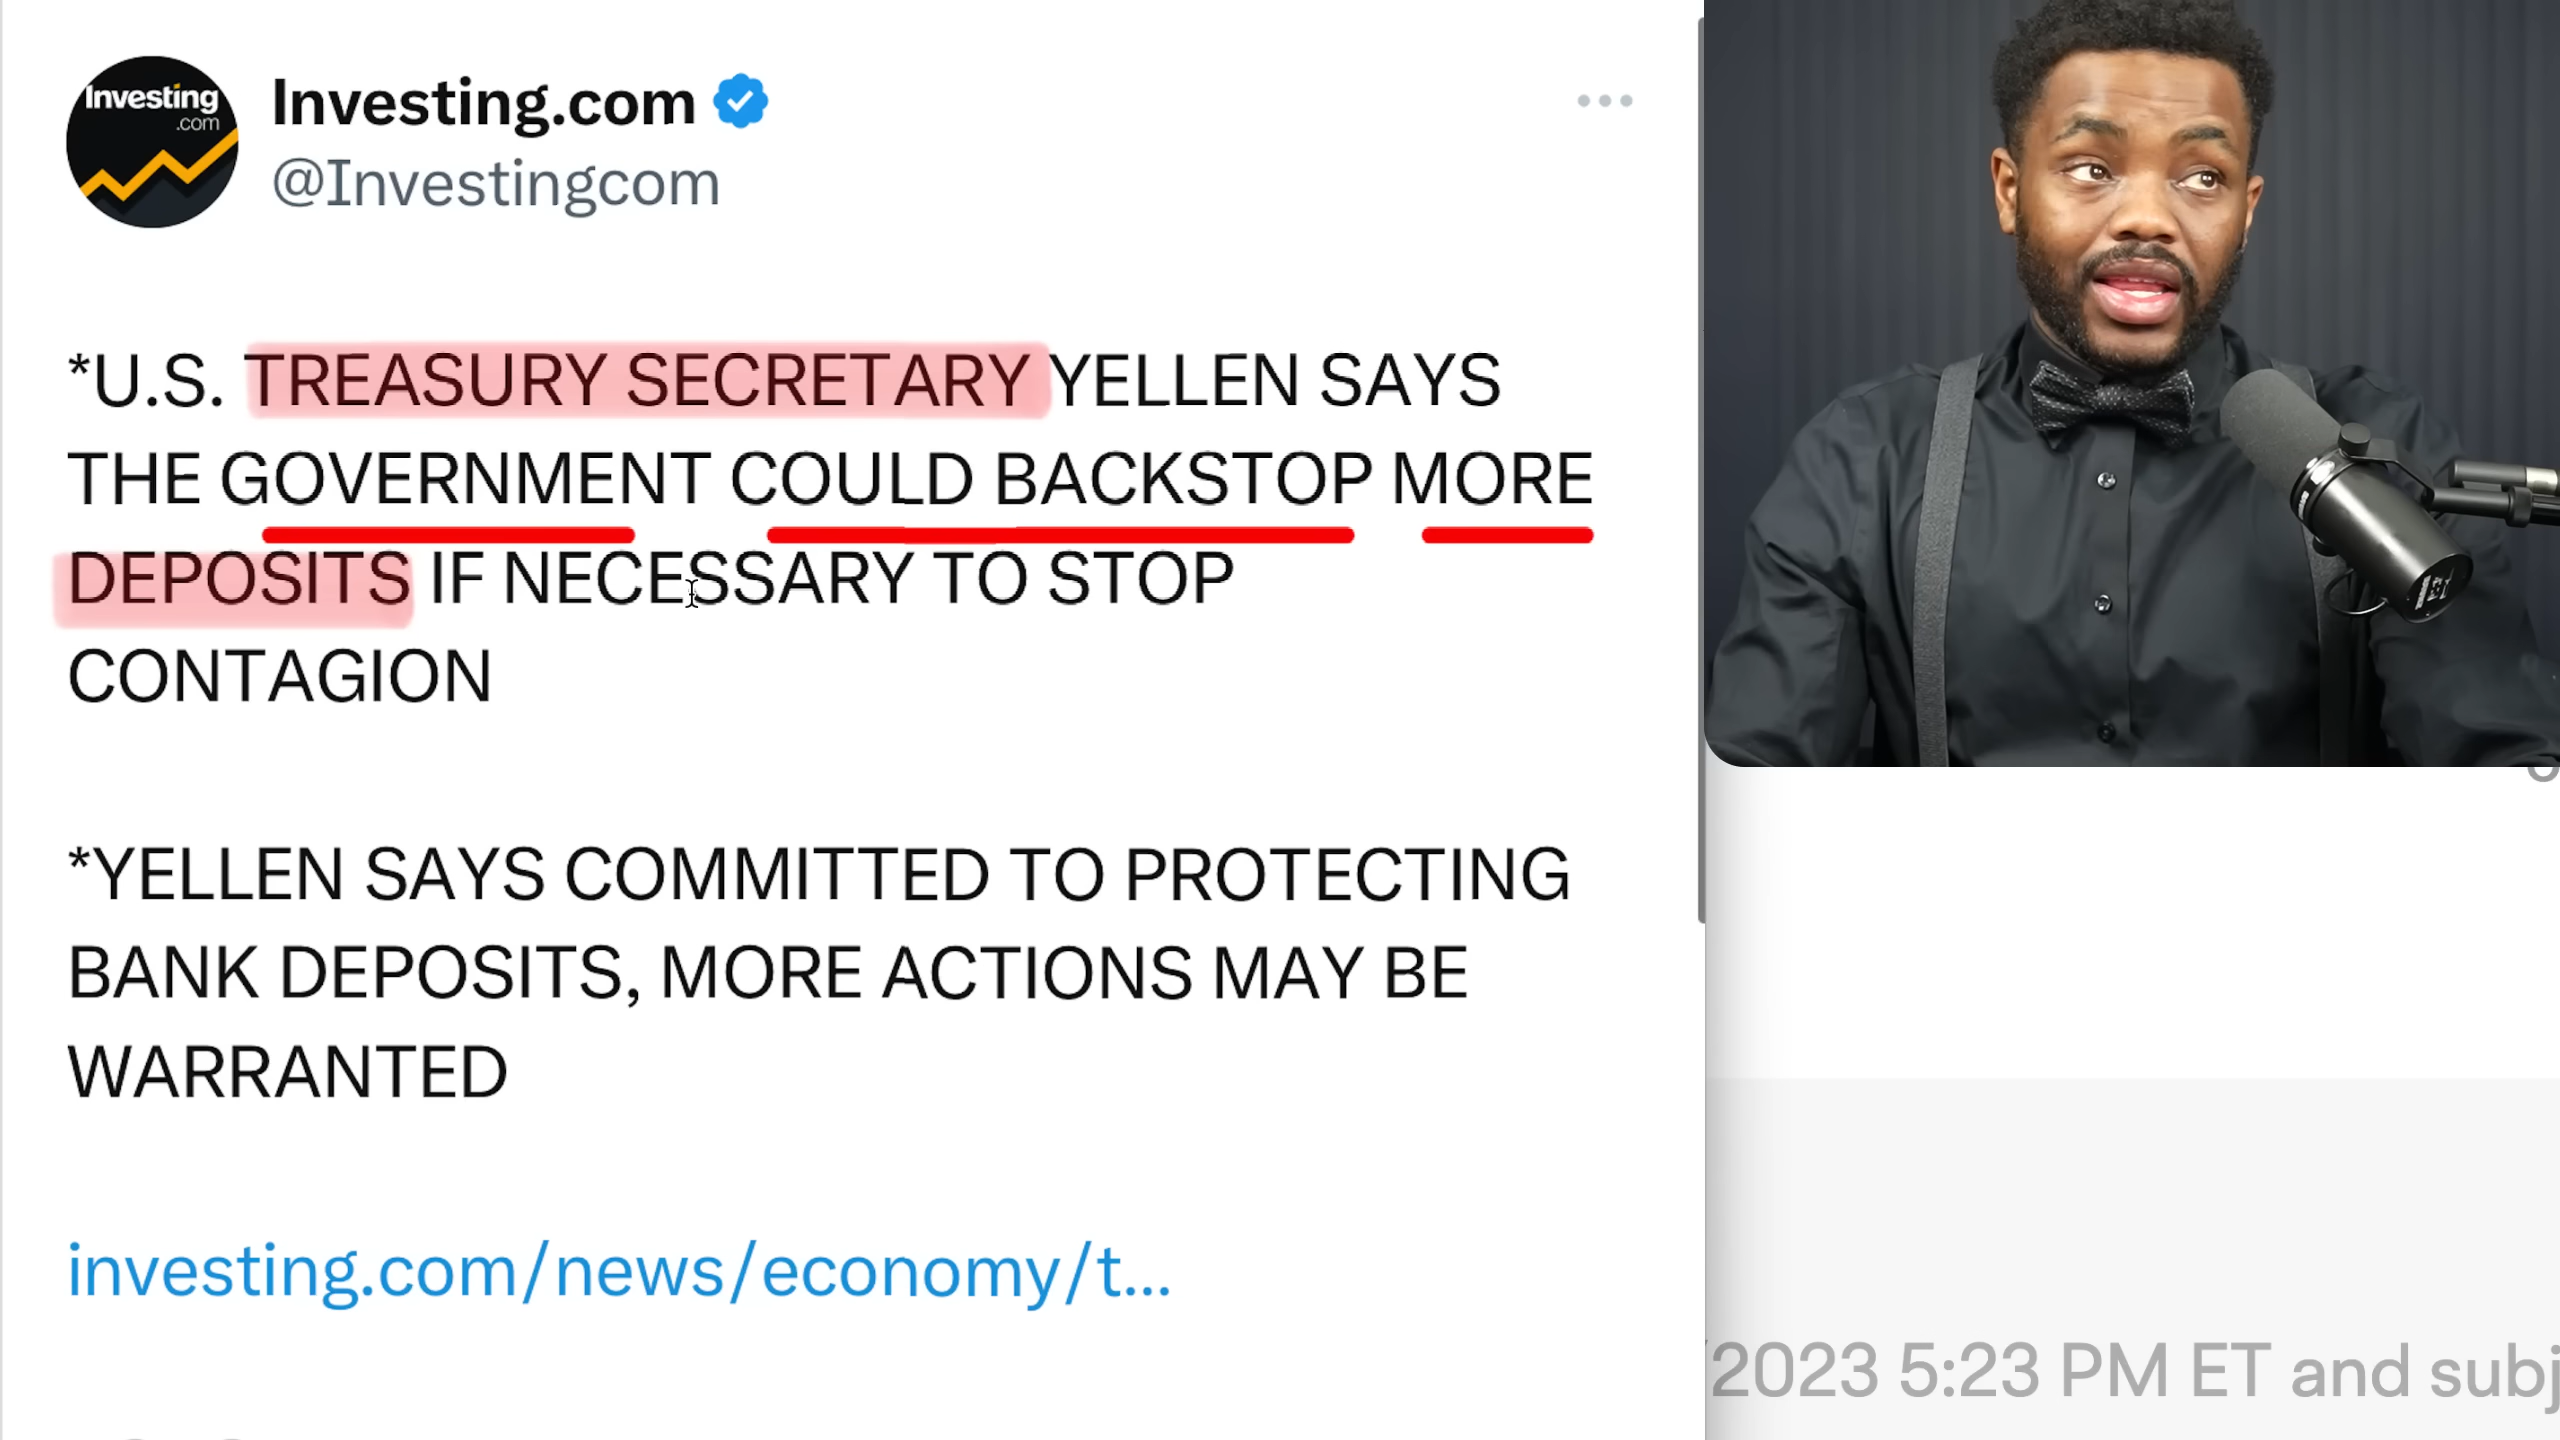 Investing
.com
Investing.com
@Investingcom
*U.S. TREASURY SECRETARY YELLEN SAYS
THE GOVERNMENT COULD BACKSTOP MORE
DEPOSITS IF NECESSARY TO STOP
CONTAGION
*YELLEN SAYS COMMITTED TO PROTECTING
BANK DEPOSITS, MORE ACTIONS MAY BE
WARRANTED
investing.com/news/economy/t...
/2023 5:23 PM ET and subj